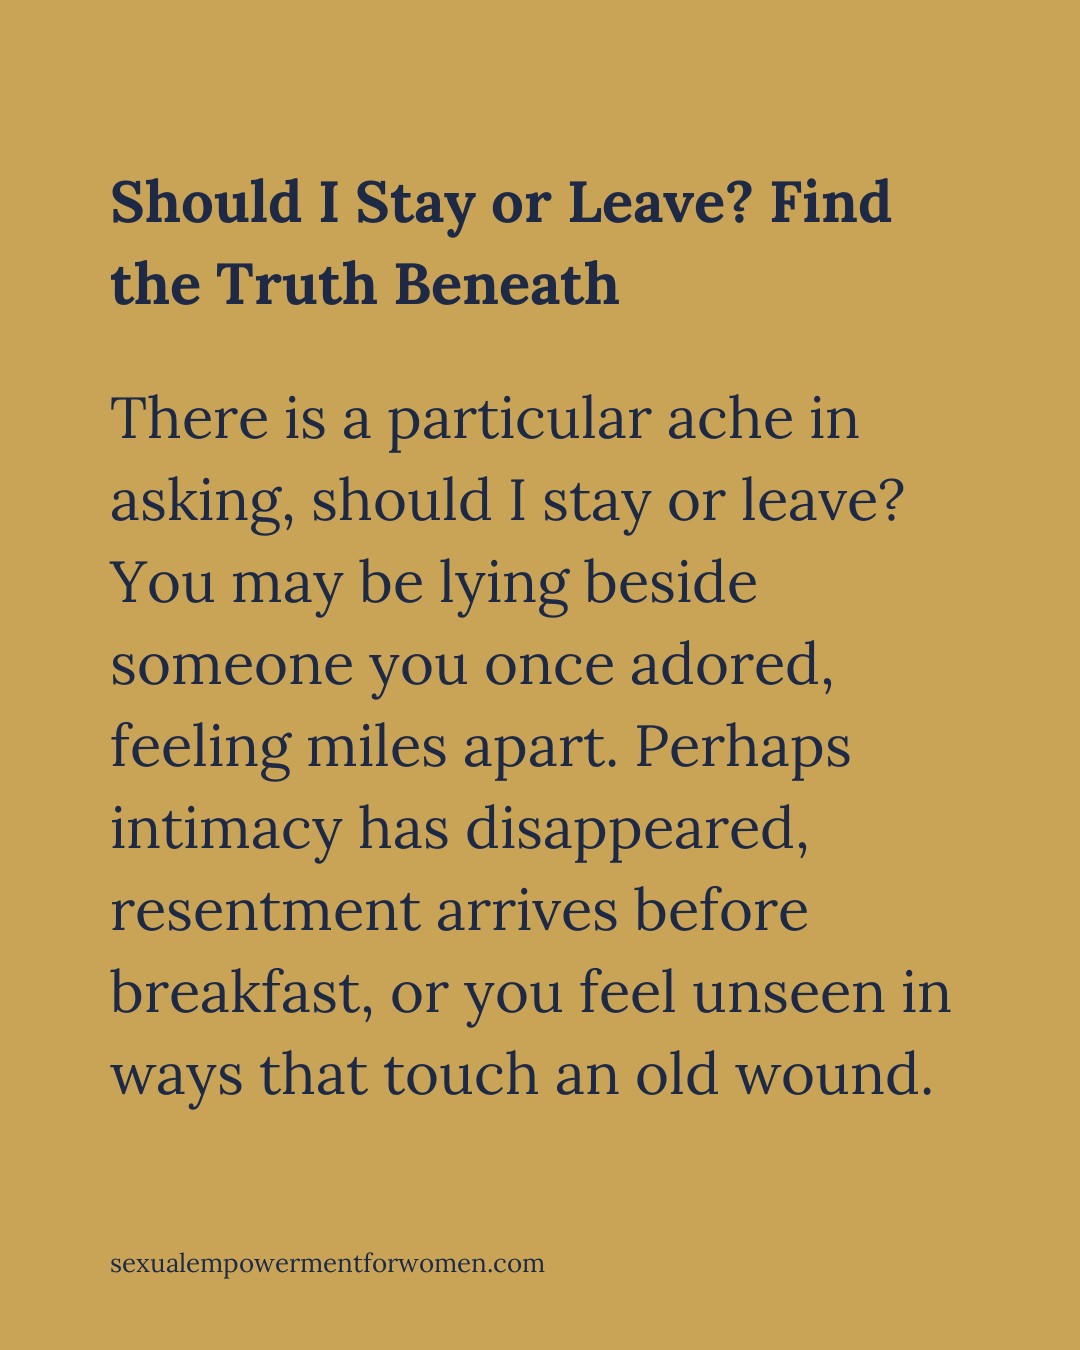 Should I Stay or Leave? Find
the Truth Beneath
There is a particular ache in
asking, should I stay or leave?
You may be lying beside
someone you once adored,
feeling miles apart. Perhaps
intimacy has disappeared,
resentment arrives before
breakfast, or you feel unseen in
ways that touch an old wound.
sexualempowermentforwomen.com